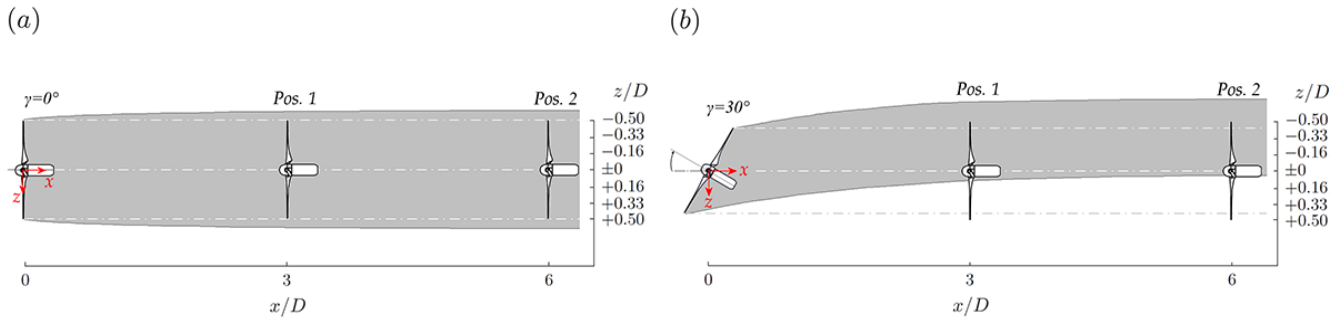 (a)
γ=0°
Pos. 1
Pos. 2
z/D
−0.50
−0.33
−0.16
±0
+0.16
+0.33
+0.50
x
z
0
3
6
x/D
(b)
γ=30°
Pos. 1
Pos. 2
z/D
−0.50
−0.33
−0.16
±0
+0.16
+0.33
+0.50
x
z
0
3
6
x/D